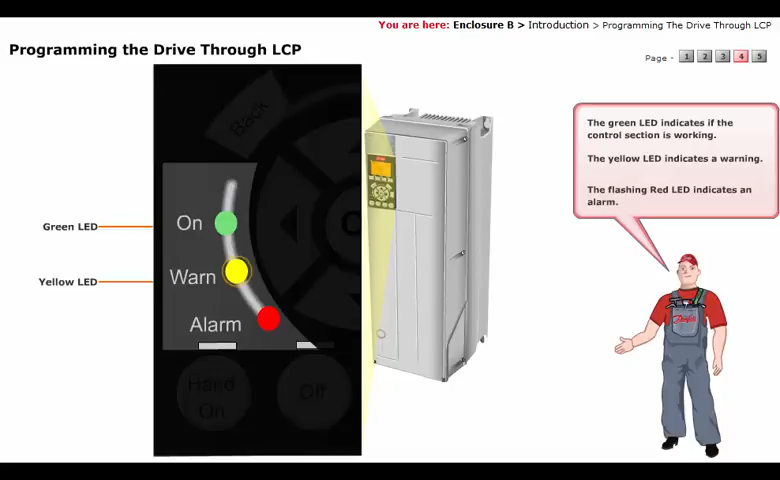 You are here: Enclosure B > Introduction > Programming The Drive Through LCP
Programming the Drive Through LCP
Page - 1 2 3 4 5
Back
The green LED indicates if the
control section is working.
The yellow LED indicates a warning.
The flashing Red LED indicates an
alarm.
On
Green LED
Warn
Yellow LED
Alarm
Hand
On
Off
Danfoss